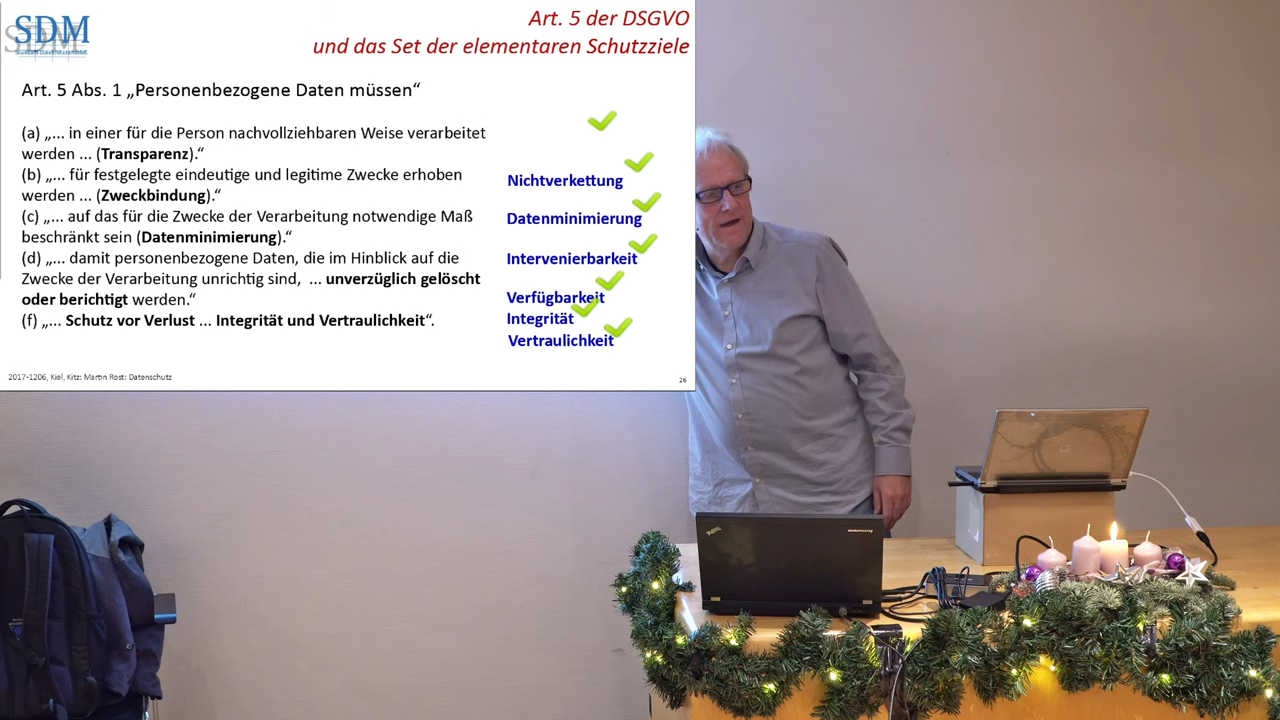 SDM
Art. 5 der DSGVO
und das Set der elementaren Schutzziele
Art. 5 Abs. 1 „Personenbezogene Daten müssen“
(a) „... in einer für die Person nachvollziehbaren Weise verarbeitet
werden ... (Transparenz).“
(b) „... für festgelegte eindeutige und legitime Zwecke erhoben
werden ... (Zweckbindung).“
(c) „... auf das für die Zwecke der Verarbeitung notwendige Maß
beschränkt sein (Datenminimierung).“
(d) „... damit personenbezogene Daten, die im Hinblick auf die
Zwecke der Verarbeitung unrichtig sind, ... unverzüglich gelöscht
oder berichtigt werden.“
(f) „... Schutz vor Verlust ... Integrität und Vertraulichkeit“.
Nichtverkettung
Datenminimierung
Intervenierbarkeit
Verfügbarkeit
Integrität
Vertraulichkeit
2017-1206, Kiel, Kitz: Martin Rost: Datenschutz
26
ThinkPad
hp